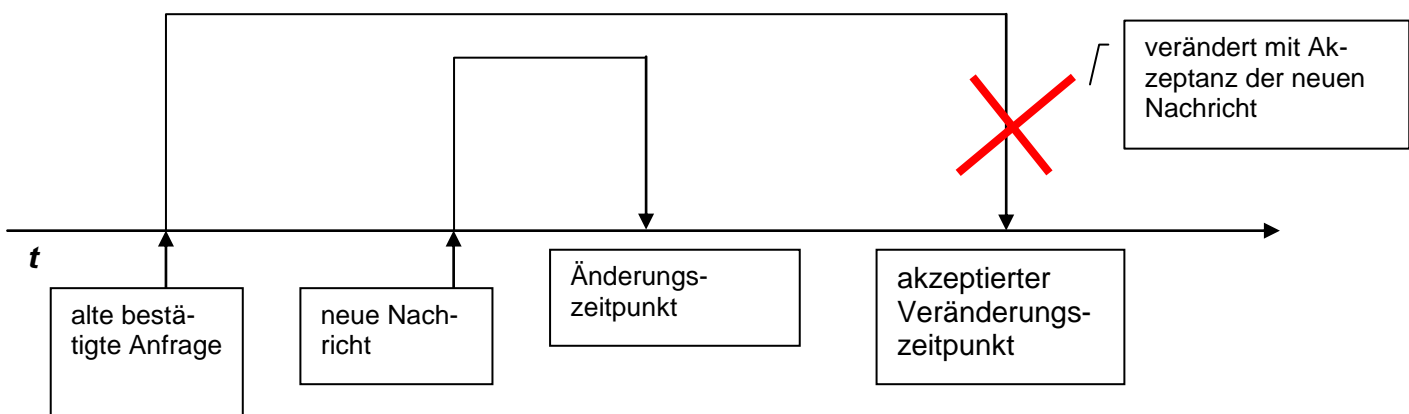 verändert mit Ak-
zeptanz der neuen
Nachricht
t
alte bestä-
tigte Anfrage
neue Nach-
richt
Änderungs-
zeitpunkt
akzeptierter
Veränderungs-
zeitpunkt